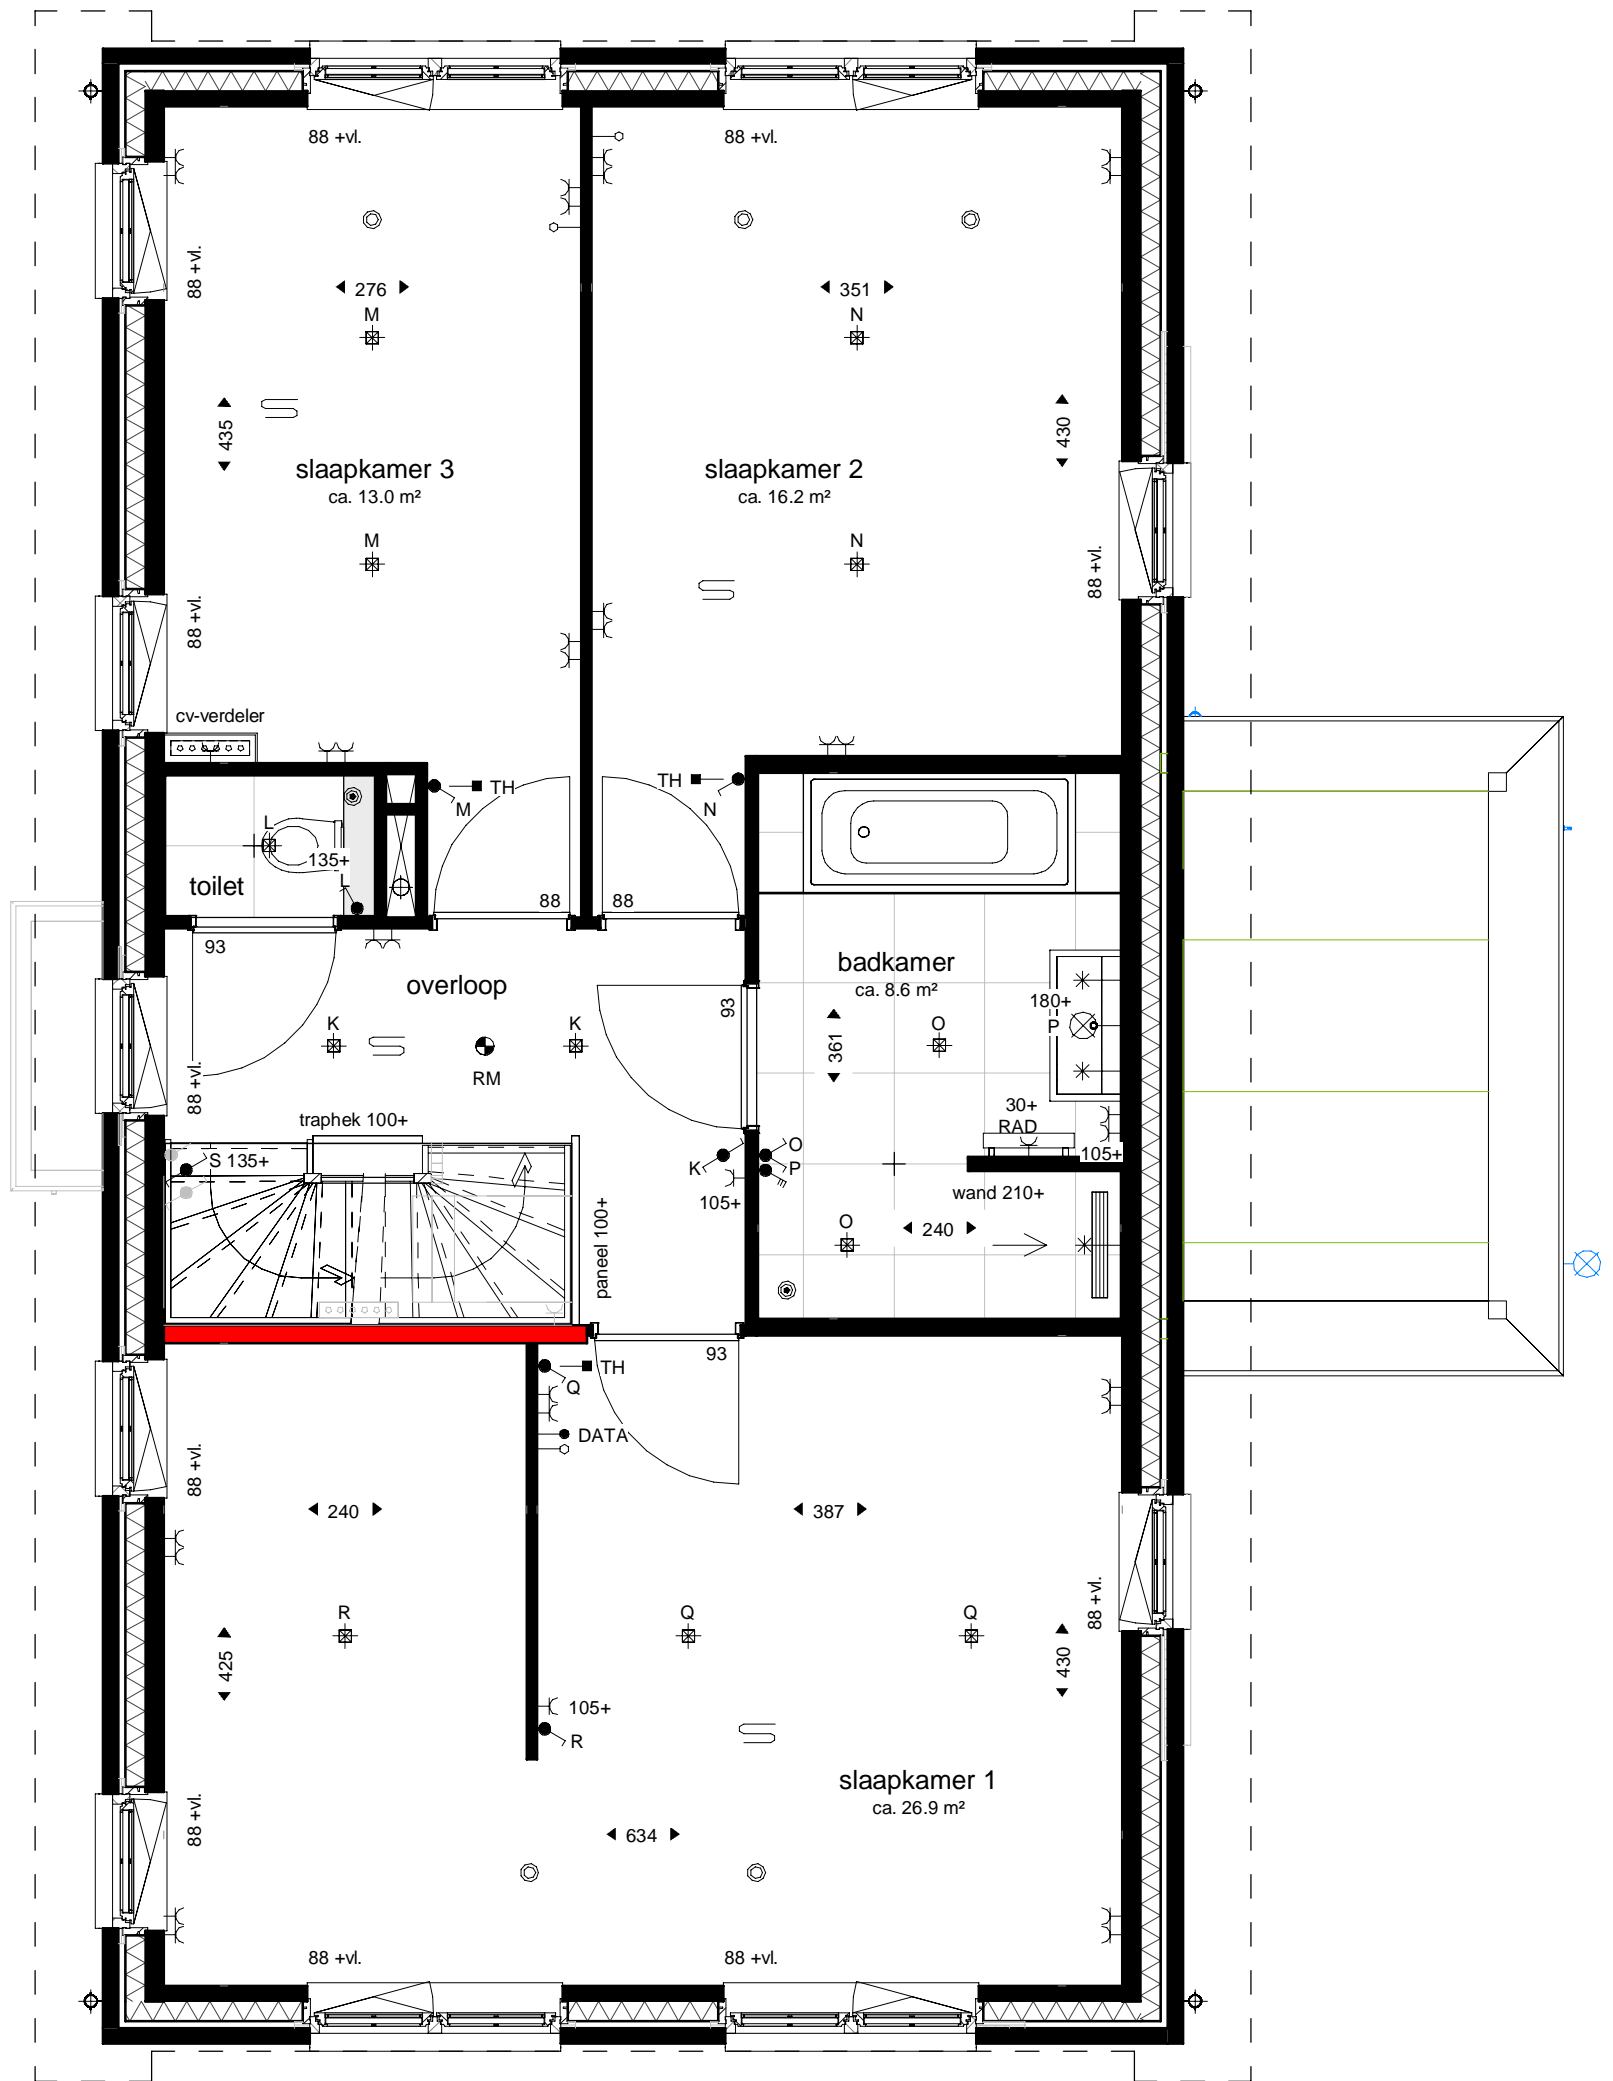 88 +vl.
88 +vl.
88 +vl.
276
M
351
N
435
430
slaapkamer 3
ca. 13.0 m²
slaapkamer 2
ca. 16.2 m²
M
N
88 +vl.
88 +vl.
cv-verdeler
TH
M
TH
N
L
135+
L
toilet
88
88
93
overloop
badkamer
ca. 8.6 m²
180+
P
93
K
K
O
361
RM
88 +vl.
30+
RAD
traphek 100+
S 135+
K
O
P
105+
105+
wand 210+
paneel 100+
O
240
93
TH
Q
DATA
88 +vl.
240
387
88 +vl.
R
Q
Q
425
430
105+
R
slaapkamer 1
ca. 26.9 m²
88 +vl.
634
88 +vl.
88 +vl.